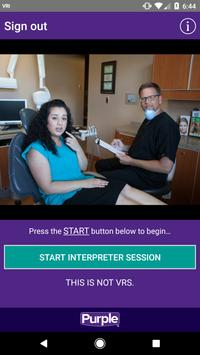 VRI
6:44
Sign out
Press the START button below to begin...
START INTERPRETER SESSION
THIS IS NOT VRS.
Purple